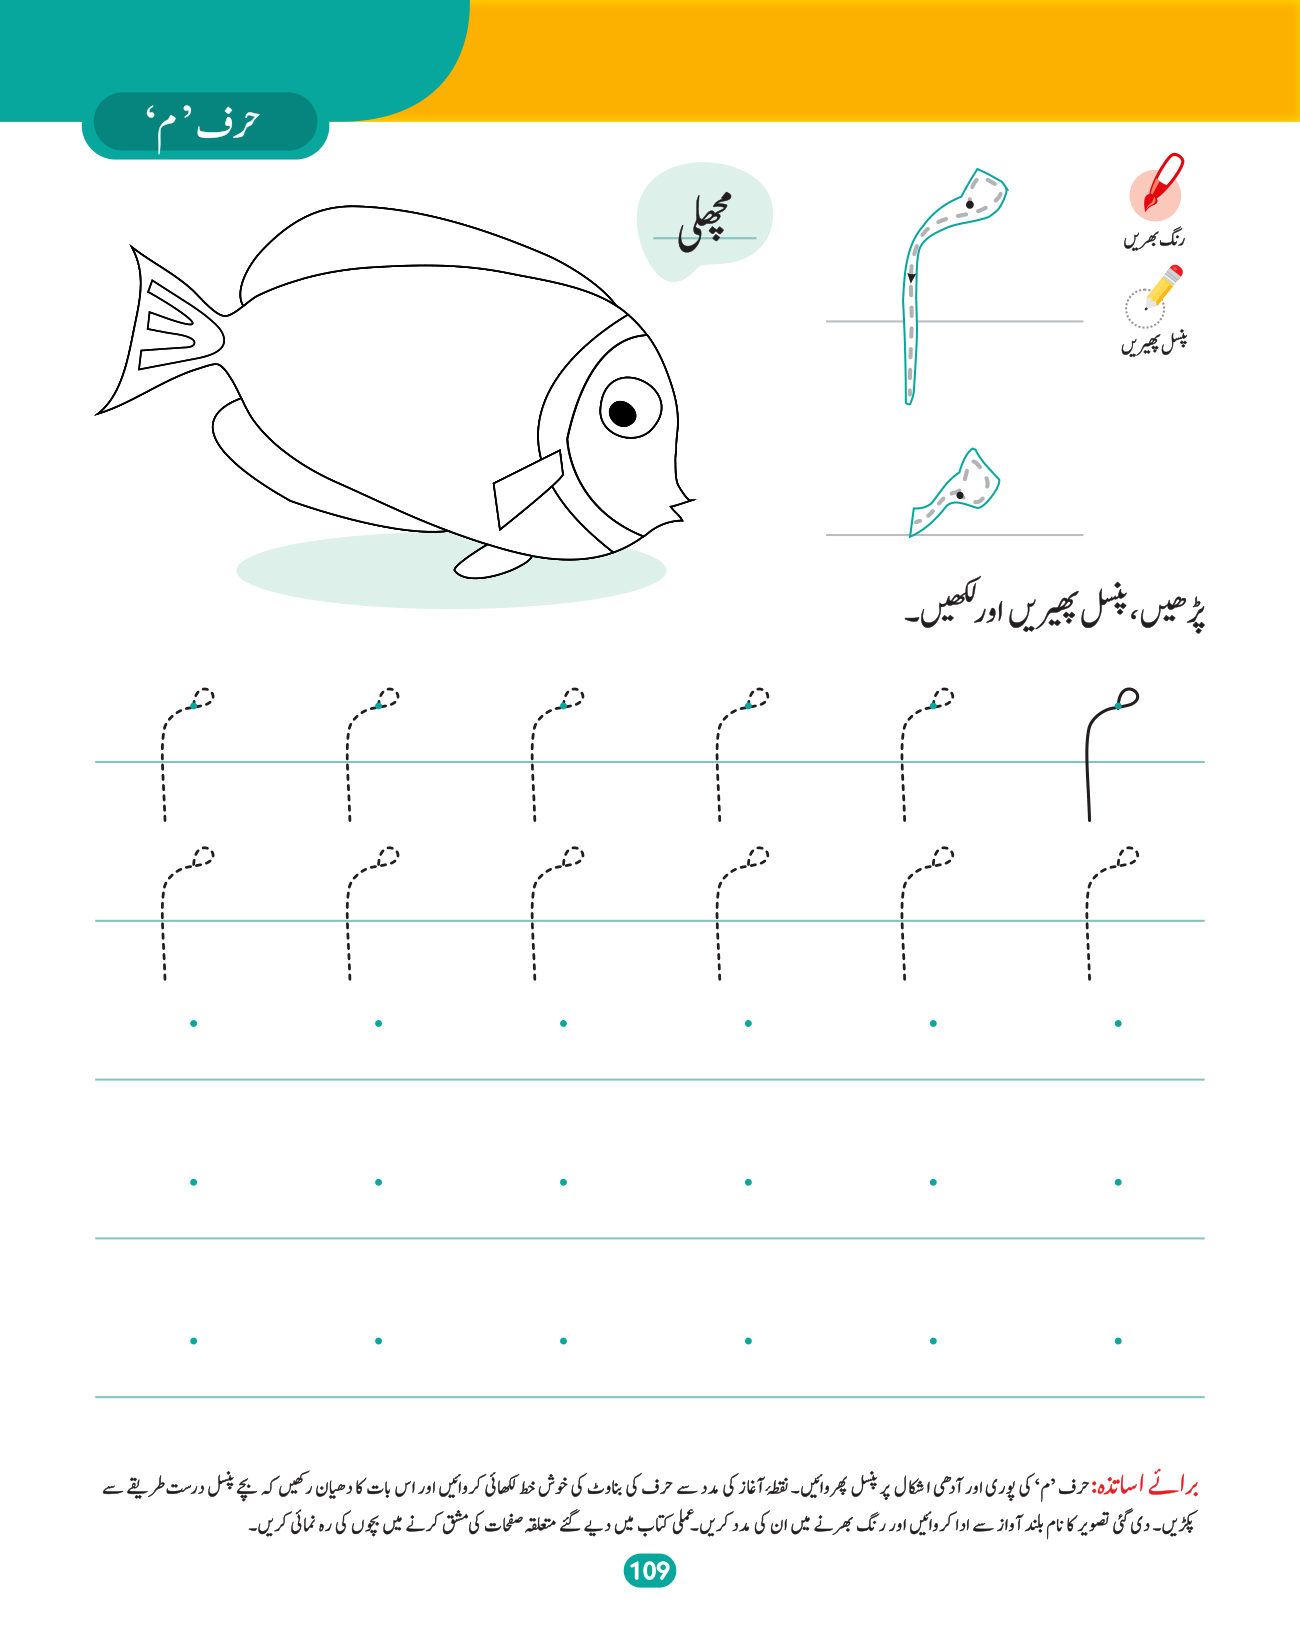 حرف ’م‘
مچھلی
رنگ بھریں
پنسل پھیریں
م
مـ
پڑھیں، پنسل پھیریں اور لکھیں۔
م م م م م م
م م م م م م
برائے اساتذہ: حرف ’م‘ کی پوری اور آدھی اشکال پر پنسل پھروائیں۔ نقطۂ آغاز کی مدد سے حرف کی بناوٹ کی خوش خط لکھائی کروائیں اور اس بات کا دھیان رکھیں کہ بچے پنسل درست طریقے سے
پکڑیں۔ دی گئی تصویر کا نام بلند آواز سے ادا کروائیں اور رنگ بھرنے میں ان کی مدد کریں۔ عملی کتاب میں دیے گئے متعلقہ صفحات کی مشق کرنے میں بچوں کی رہ نمائی کریں۔
109